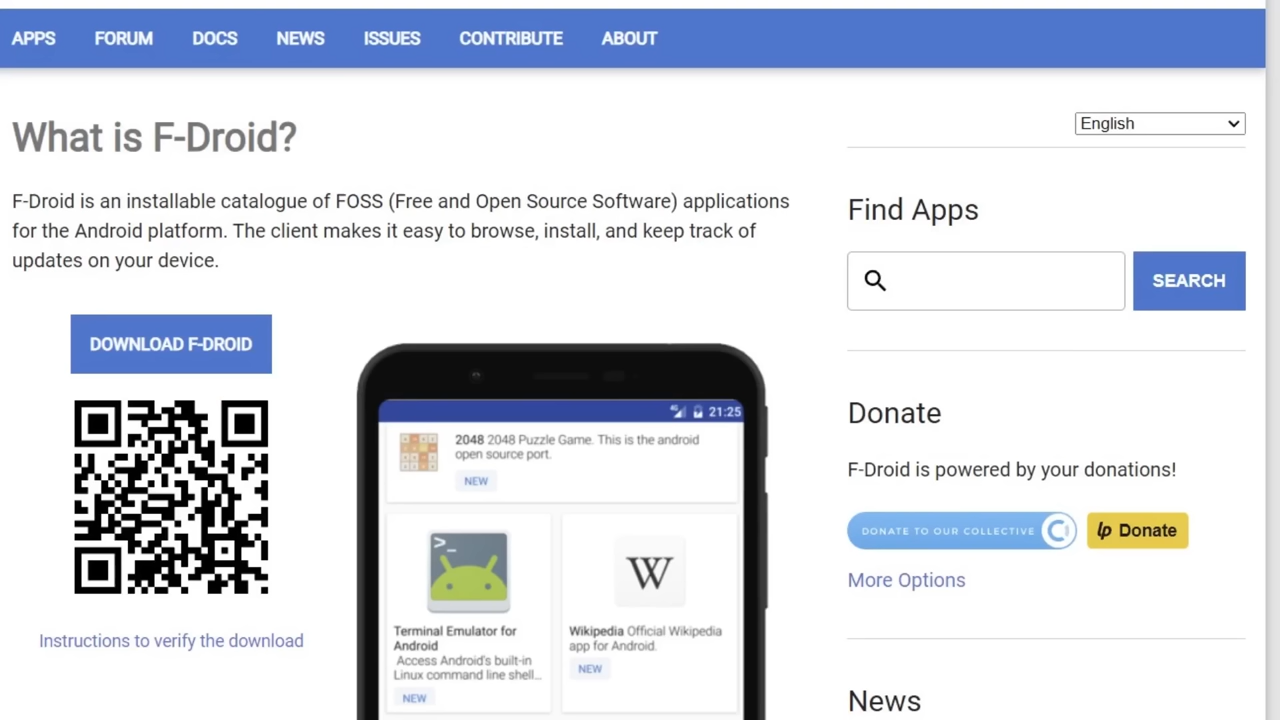 APPS FORUM DOCS NEWS ISSUES CONTRIBUTE ABOUT
What is F-Droid?
F-Droid is an installable catalogue of FOSS (Free and Open Source Software) applications
for the Android platform. The client makes it easy to browse, install, and keep track of
updates on your device.
DOWNLOAD F-DROID
Instructions to verify the download
21:25
2048 2048 Puzzle Game. This is the android
open source port.
NEW
>_
Terminal Emulator for
Android
Access Android's built-in
Linux command line shell...
NEW
W
Wikipedia Official Wikipedia
app for Android.
NEW
English
Find Apps
SEARCH
Donate
F-Droid is powered by your donations!
DONATE TO OUR COLLECTIVE
lp Donate
More Options
News